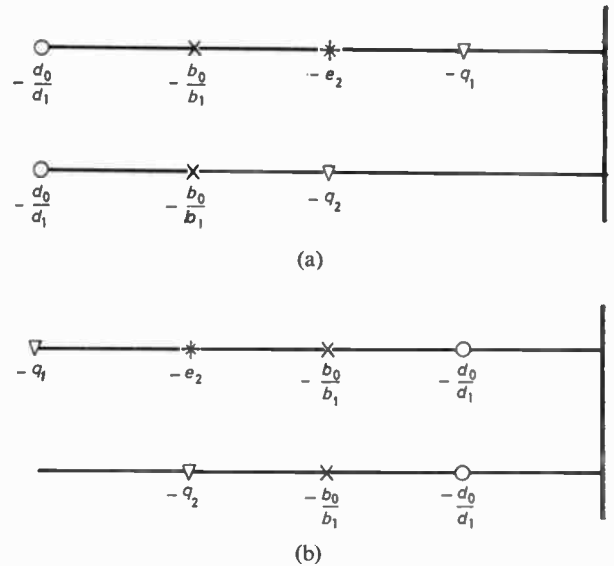 - d0/d1 - b0/b1 - e2 - q1
- d0/d1 - b0/b1 - q2
(a)
- q1 - e2 - b0/b1 - d0/d1
- q2 - b0/b1 - d0/d1
(b)